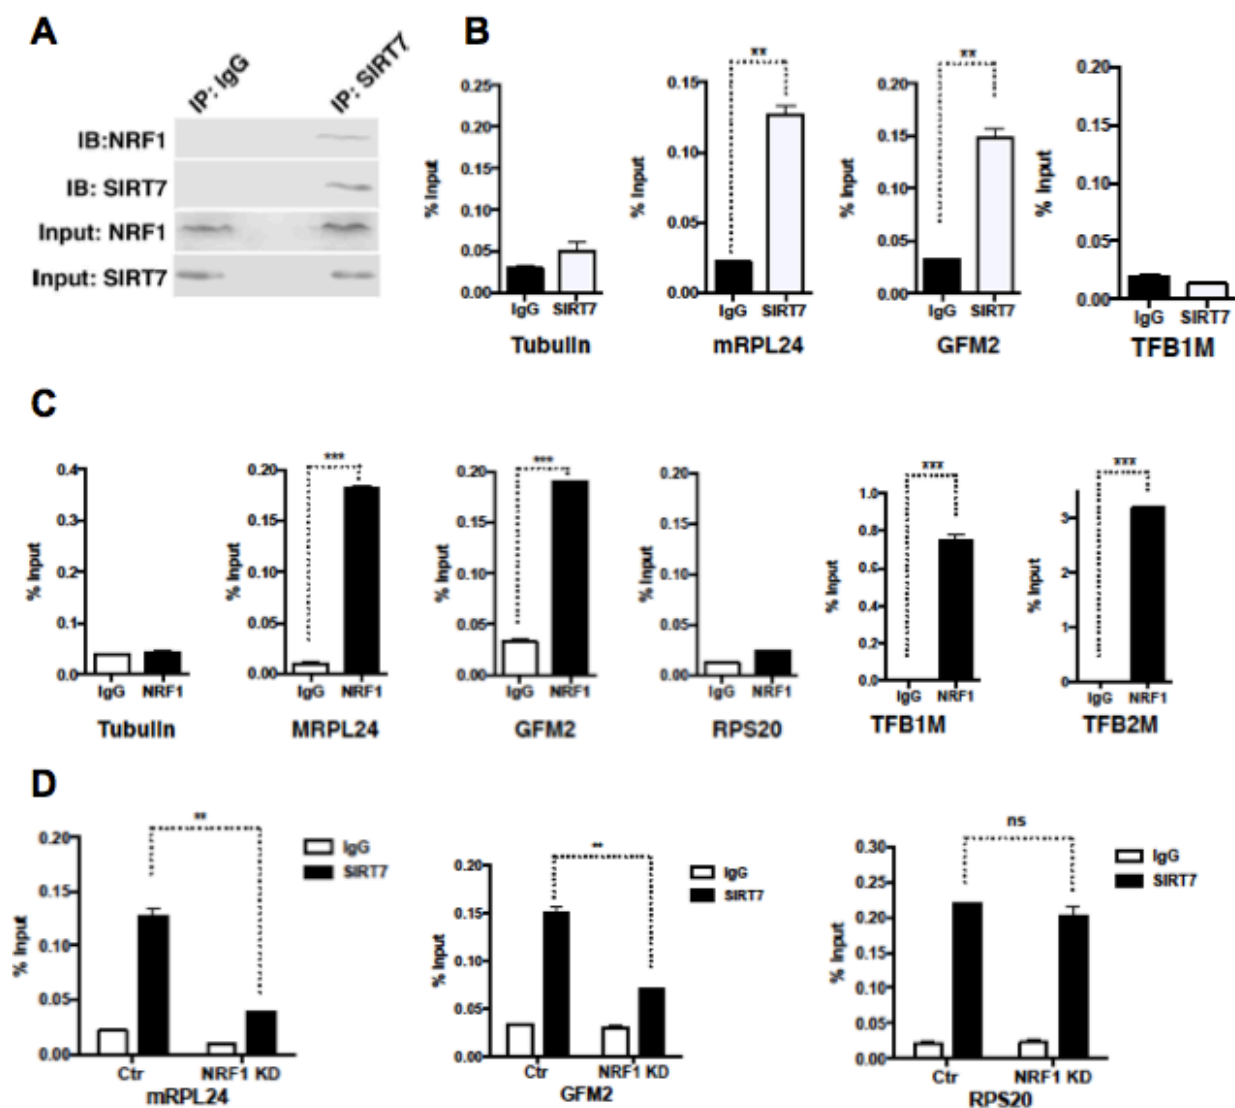 A
IP: IgG
IP: SIRT7
IB:NRF1
IB: SIRT7
Input: NRF1
Input: SIRT7
B
% Input
0.25
0.20
0.15
0.10
0.05
0.00
IgG SIRT7
Tubulin
**
% Input
0.15
0.10
0.05
0.00
IgG SIRT7
mRPL24
**
% Input
0.20
0.15
0.10
0.05
0.00
IgG SIRT7
GFM2
% Input
0.20
0.15
0.10
0.05
0.00
IgG SIRT7
TFB1M
C
% Input
0.4
0.3
0.2
0.1
0.0
IgG NRF1
Tubulin
***
% Input
0.20
0.15
0.10
0.05
0.00
IgG NRF1
MRPL24
***
% Input
0.20
0.15
0.10
0.05
0.00
IgG NRF1
GFM2
% Input
0.20
0.15
0.10
0.05
0.00
IgG NRF1
RPS20
***
% Input
1.0
0.8
0.6
0.4
0.2
0.0
IgG NRF1
TFB1M
***
% Input
3
2
1
0
IgG NRF1
TFB2M
D
**
% Input
0.20
0.15
0.10
0.05
0.00
IgG
SIRT7
Ctr NRF1 KD
mRPL24
**
% Input
0.20
0.15
0.10
0.05
0.00
IgG
SIRT7
Ctr NRF1 KD
GFM2
ns
% Input
0.30
0.25
0.20
0.15
0.10
0.05
0.00
IgG
SIRT7
Ctr NRF1 KD
RPS20